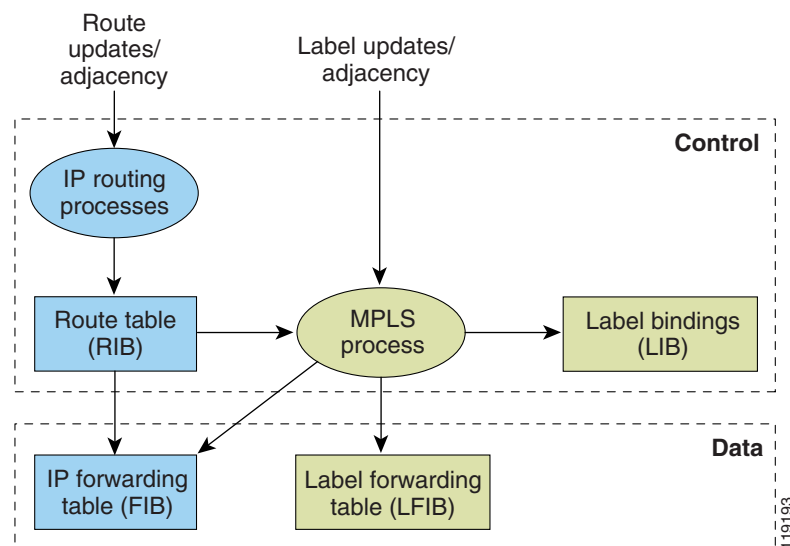 Route
updates/
adjacency
Label updates/
adjacency
Control
IP routing
processes
Route table
(RIB)
MPLS
process
Label bindings
(LIB)
Data
IP forwarding
table (FIB)
Label forwarding
table (LFIB)
119193